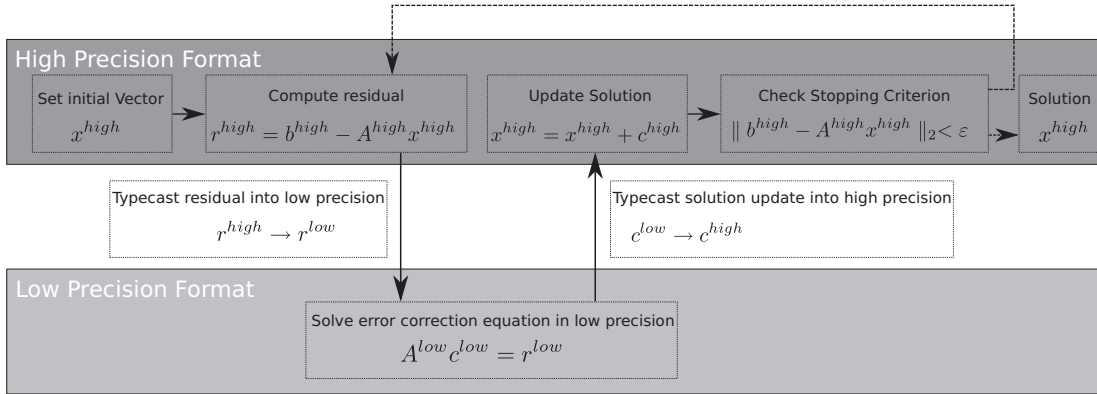 High Precision Format
Set initial Vector
x^{high}
Compute residual
r^{high} = b^{high} − A^{high}x^{high}
Update Solution
x^{high} = x^{high} + c^{high}
Check Stopping Criterion
‖ b^{high} − A^{high}x^{high} ‖_2 < ε
Solution
x^{high}
Typecast residual into low precision
r^{high} → r^{low}
Typecast solution update into high precision
c^{low} → c^{high}
Low Precision Format
Solve error correction equation in low precision
A^{low}c^{low} = r^{low}